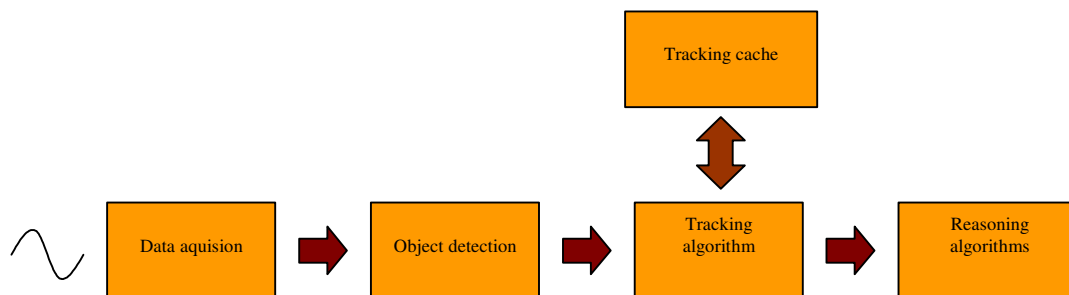 Tracking cache
Data aquision
Object detection
Tracking
algorithm
Reasoning
algorithms